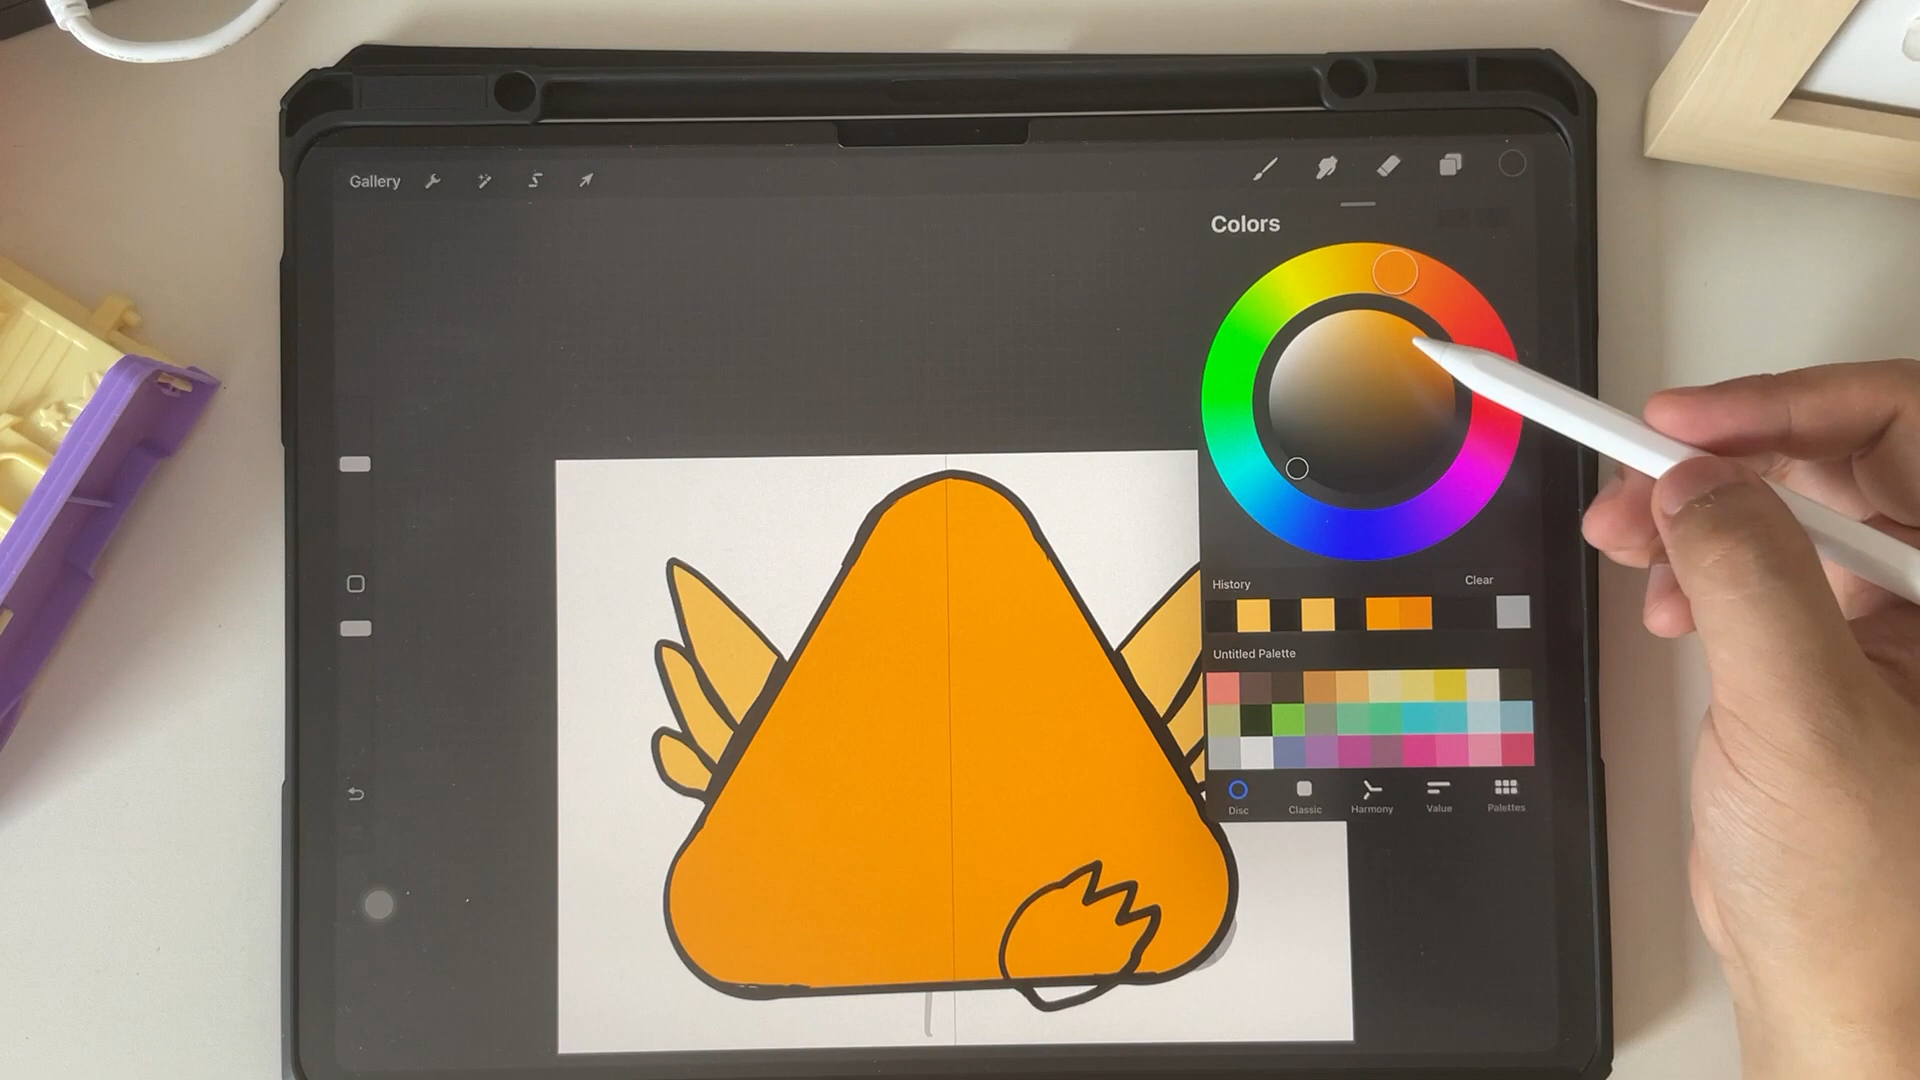 Gallery
Colors
History
Clear
Untitled Palette
Disc
Classic
Harmony
Value
Palettes